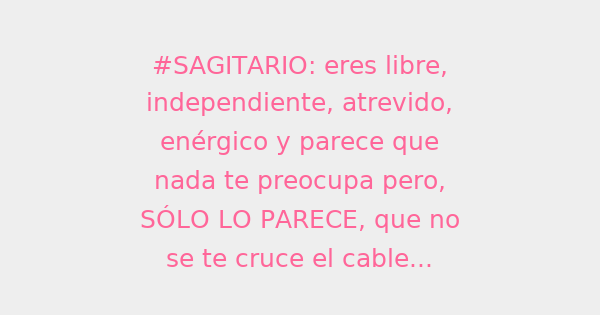 #SAGITARIO: eres libre,
independiente, atrevido,
enérgico y parece que
nada te preocupa pero,
SÓLO LO PARECE, que no
se te cruce el cable...